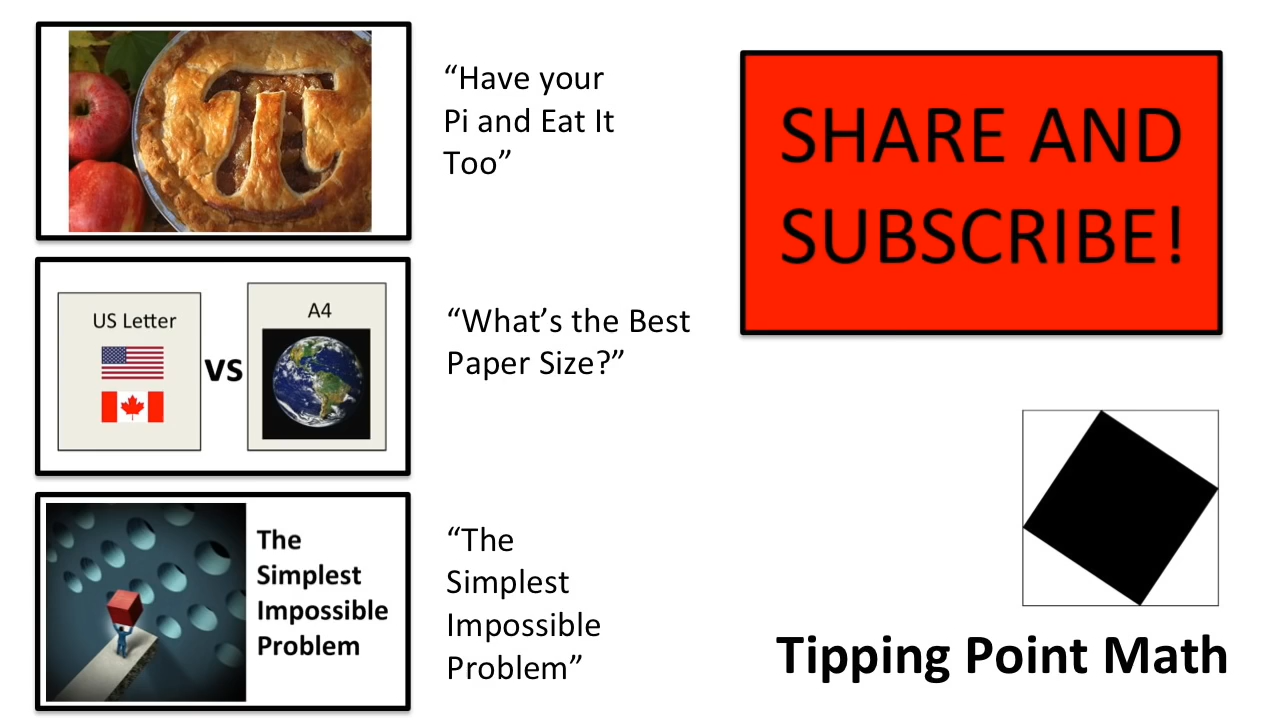 “Have your
Pi and Eat It
Too”
US Letter
VS
A4
“What’s the Best
Paper Size?”
The
Simplest
Impossible
Problem
“The
Simplest
Impossible
Problem”
SHARE AND
SUBSCRIBE!
Tipping Point Math